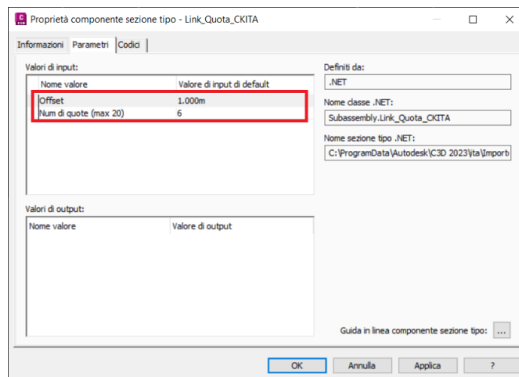 Proprietà componente sezione tipo - Link_Quota_CKITA
Informazioni Parametri Codici
Valori di input:
Nome valore Valore di input di default
Offset 1.000m
Num di quote (max 20) 6
Definiti da:
.NET
Nome classe .NET:
Subassembly.Link_Quota_CKITA
Nome sezione tipo .NET:
C:\ProgramData\Autodesk\C3D 2023\ita\Import
Valori di output:
Nome valore Valore di output
Guida in linea componente sezione tipo: ...
OK Annulla Applica ?